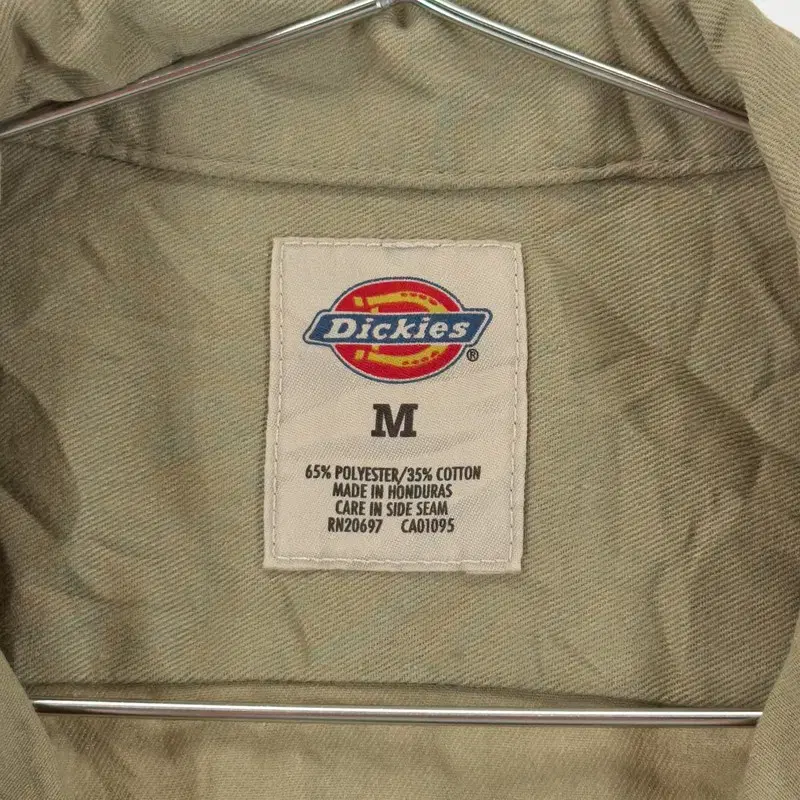 Dickies®
M
65% POLYESTER/35% COTTON
MADE IN HONDURAS
CARE IN SIDE SEAM
RN20697 CA01095